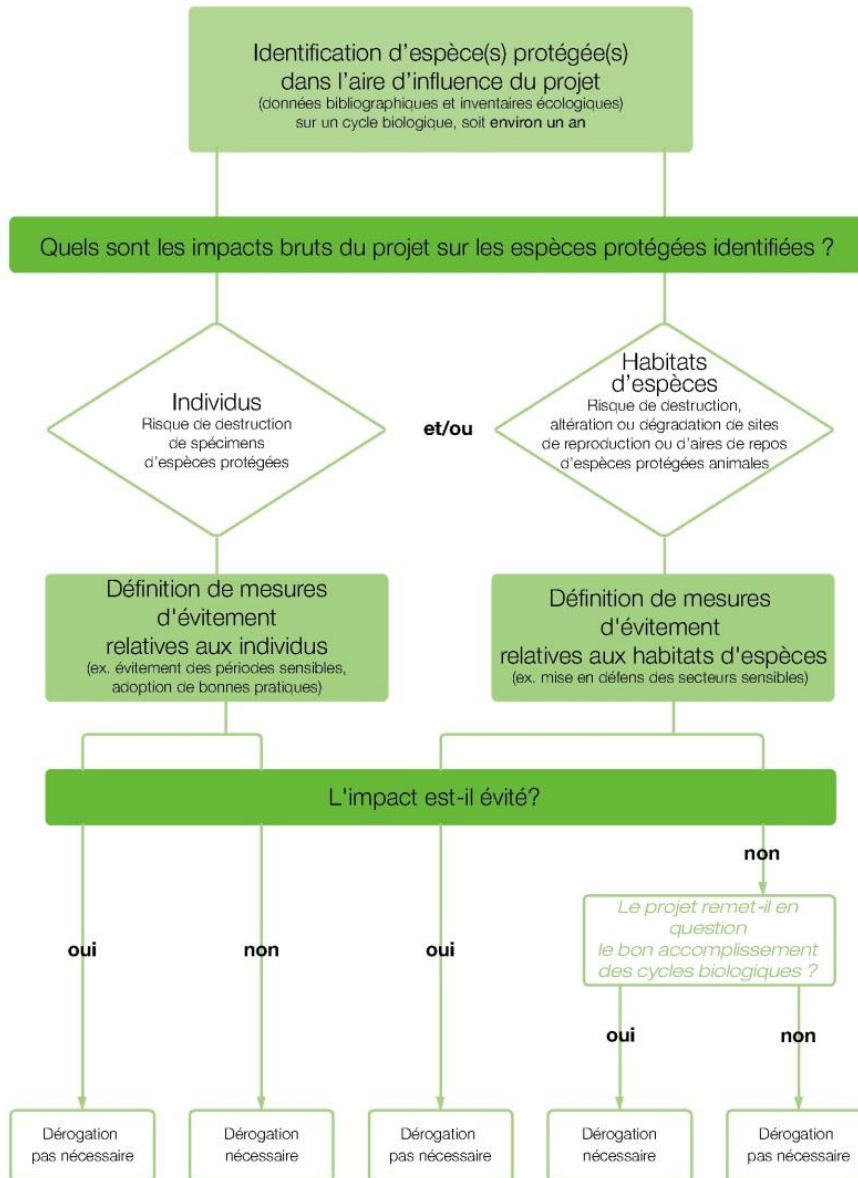 Identification d'espèce(s) protégée(s)
dans l'aire d'influence du projet
(données bibliographiques et inventaires écologiques)
sur un cycle biologique, soit environ un an
Quels sont les impacts bruts du projet sur les espèces protégées identifiées ?
Individus
Risque de destruction
de spécimens
d'espèces protégées
et/ou
Habitats
d'espèces
Risque de destruction,
altération ou dégradation de sites
de reproduction ou d'aires de repos
d'espèces protégées animales
Définition de mesures
d'évitement
relatives aux individus
(ex. évitement des périodes sensibles,
adoption de bonnes pratiques)
Définition de mesures
d'évitement
relatives aux habitats d'espèces
(ex. mise en défens des secteurs sensibles)
L'impact est-il évité?
oui
non
oui
non
Le projet remet-il en
question
le bon accomplissement
des cycles biologiques ?
oui
non
Dérogation
pas nécessaire
Dérogation
nécessaire
Dérogation
pas nécessaire
Dérogation
nécessaire
Dérogation
pas nécessaire